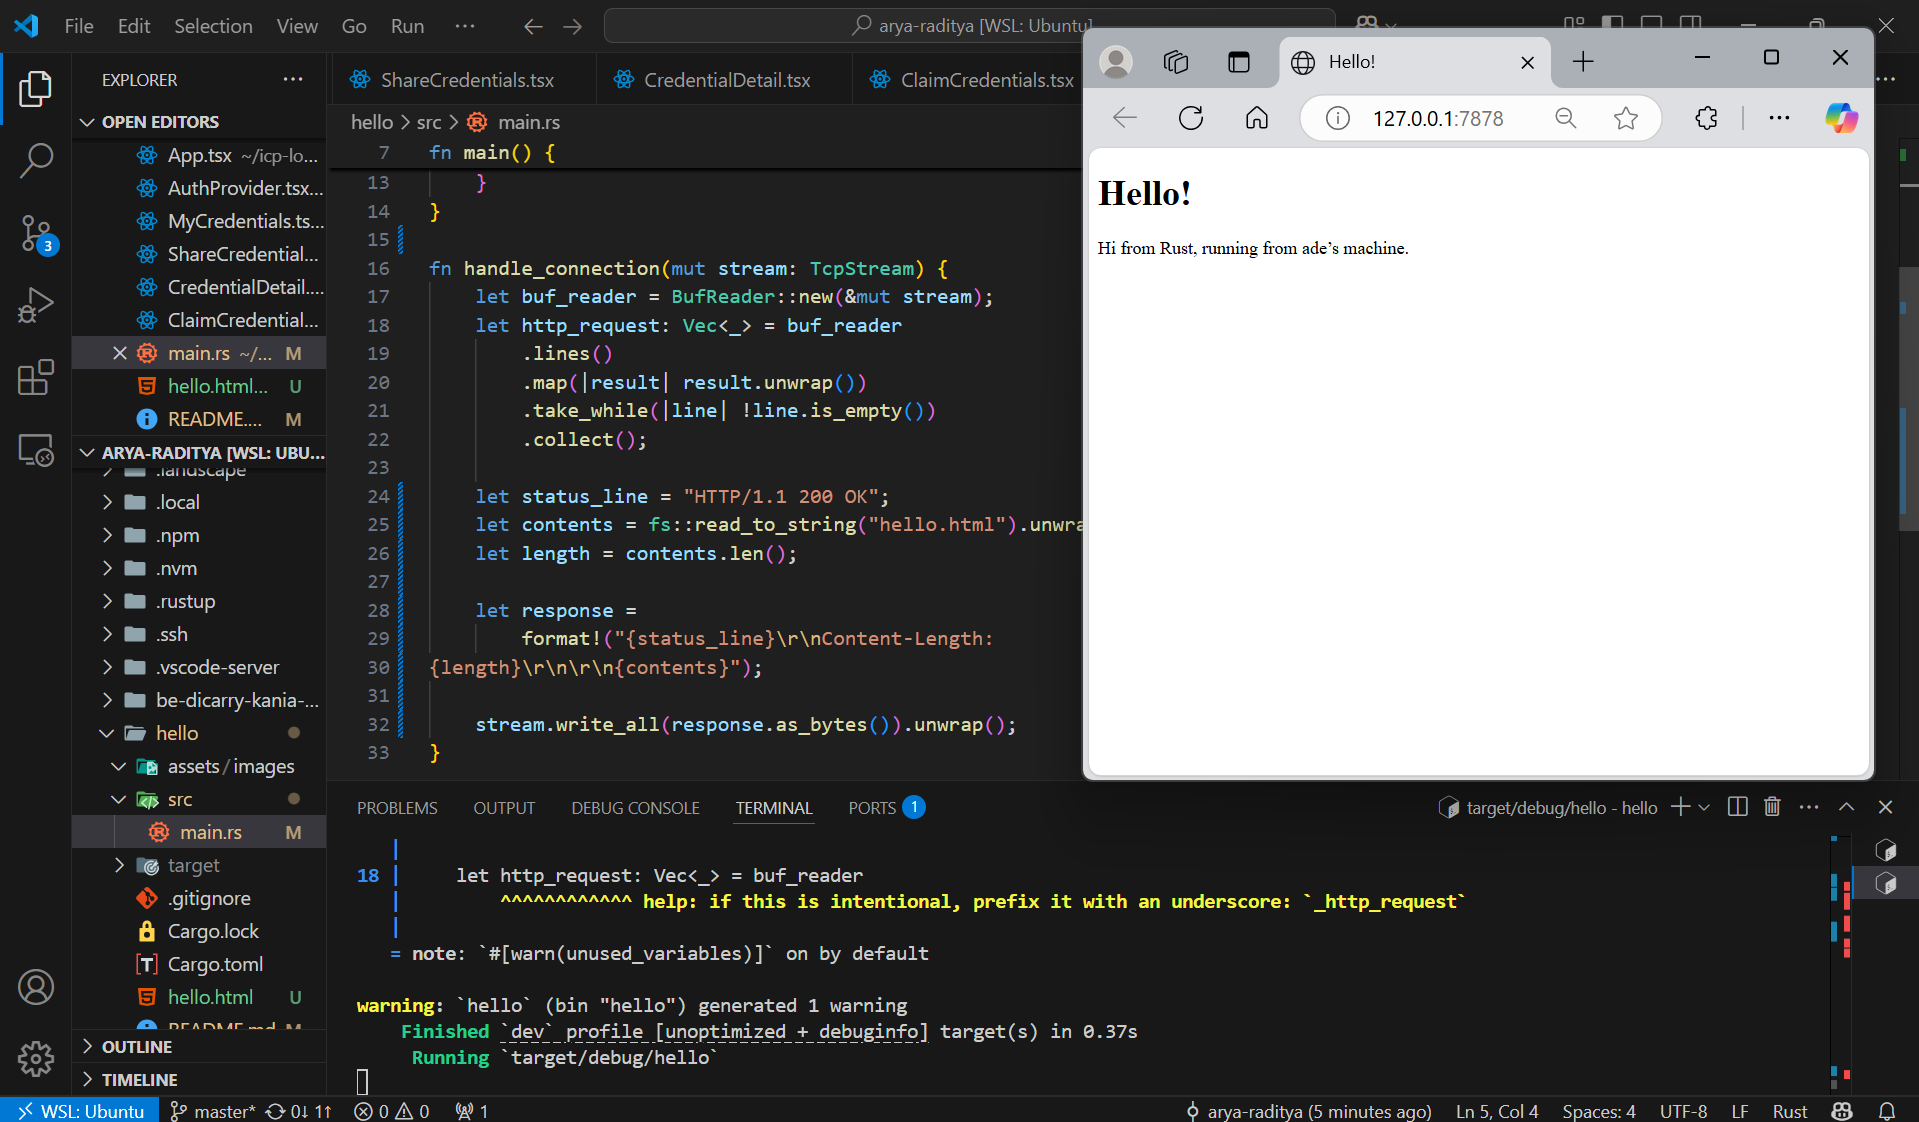 File Edit Selection View Go Run ···
arya-raditya [WSL: Ubuntu]
EXPLORER
OPEN EDITORS
App.tsx ~/icp-lo...
AuthProvider.tsx...
MyCredentials.ts...
ShareCredential...
CredentialDetail....
ClaimCredential...
main.rs ~/... M
hello.html... U
README.... M
ARYA-RADITYA [WSL: UBU...
.landscape
.local
.npm
.nvm
.rustup
.ssh
.vscode-server
be-dicarry-kania-...
hello
assets/images
src
main.rs M
target
.gitignore
Cargo.lock
Cargo.toml
hello.html U
README.md M
OUTLINE
TIMELINE
ShareCredentials.tsx CredentialDetail.tsx ClaimCredentials.tsx
hello > src > main.rs
7 fn main() {
13 }
14 }
15
16 fn handle_connection(mut stream: TcpStream) {
17 let buf_reader = BufReader::new(&mut stream);
18 let http_request: Vec<_> = buf_reader
19 .lines()
20 .map(|result| result.unwrap())
21 .take_while(|line| !line.is_empty())
22 .collect();
23
24 let status_line = "HTTP/1.1 200 OK";
25 let contents = fs::read_to_string("hello.html").unwra
26 let length = contents.len();
27
28 let response =
29 format!("{status_line}\r\nContent-Length:
30 {length}\r\n\r\n{contents}");
31
32 stream.write_all(response.as_bytes()).unwrap();
33 }
Hello!
127.0.0.1:7878
Hello!
Hi from Rust, running from ade’s machine.
PROBLEMS OUTPUT DEBUG CONSOLE TERMINAL PORTS 1
target/debug/hello - hello
|
18 | let http_request: Vec<_> = buf_reader
| ^^^^^^^^^^^^ help: if this is intentional, prefix it with an underscore: `_http_request`
|
= note: `#[warn(unused_variables)]` on by default
warning: `hello` (bin "hello") generated 1 warning
Finished `dev` profile [unoptimized + debuginfo] target(s) in 0.37s
Running `target/debug/hello`
3
WSL: Ubuntu master* 0↓ 1↑ 0 0 1
arya-raditya (5 minutes ago) Ln 5, Col 4 Spaces: 4 UTF-8 LF Rust